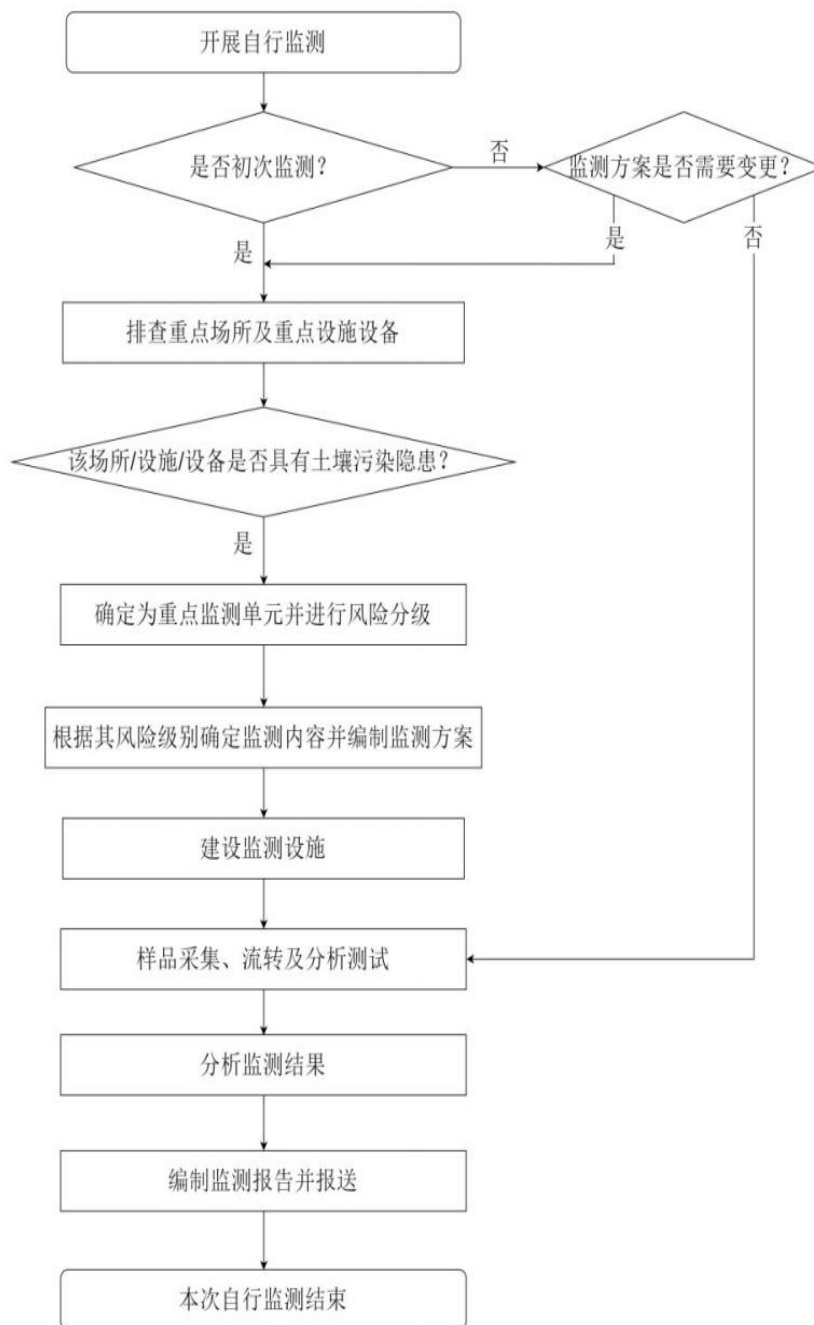 开展自行监测
是否初次监测？
否
监测方案是否需要变更？
是
是
否
排查重点场所及重点设施设备
该场所/设施/设备是否具有土壤污染隐患？
是
确定为重点监测单元并进行风险分级
根据其风险级别确定监测内容并编制监测方案
建设监测设施
样品采集、流转及分析测试
分析监测结果
编制监测报告并报送
本次自行监测结束